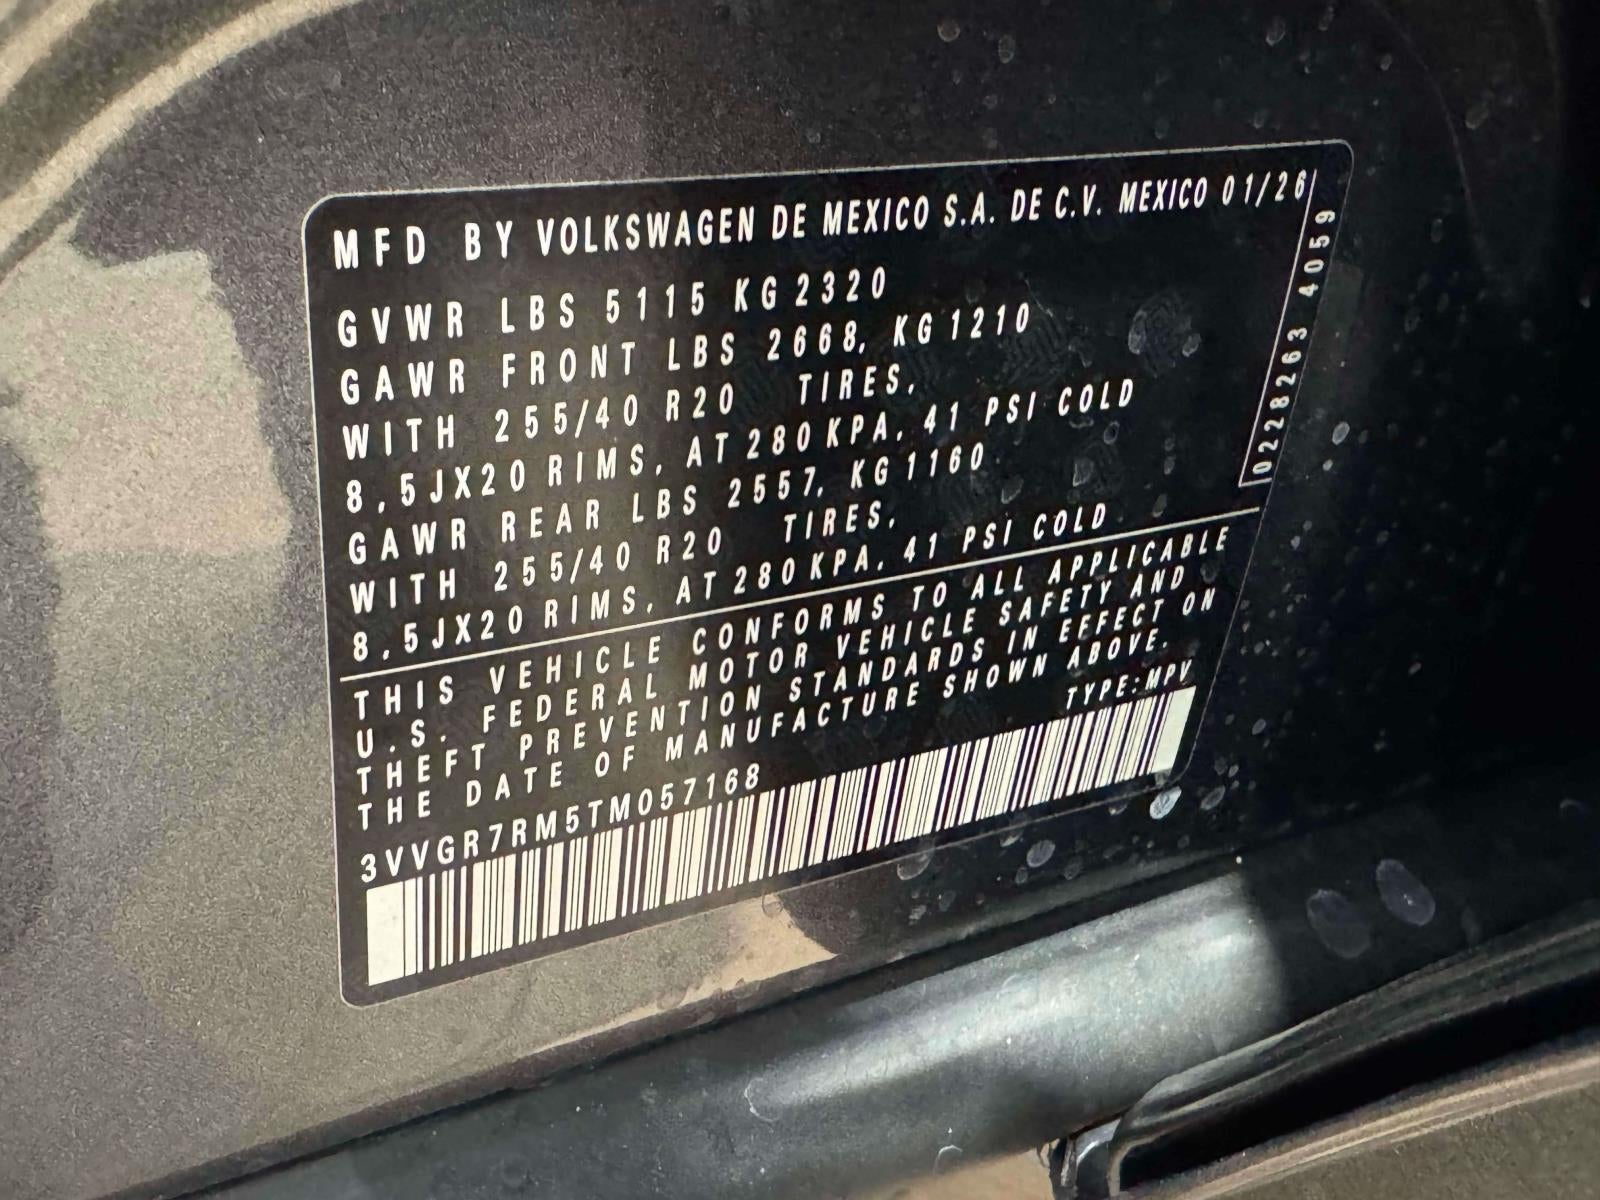 MFD BY VOLKSWAGEN DE MEXICO S.A. DE C.V. MEXICO 01/26
GVWR LBS 5115 KG 2320
GAWR FRONT LBS 2668, KG 1210
WITH 255/40 R20 TIRES,
8,5JX20 RIMS, AT 280 KPA, 41 PSI COLD
GAWR REAR LBS 2557, KG 1160
WITH 255/40 R20 TIRES,
8,5JX20 RIMS, AT 280 KPA, 41 PSI COLD
0228263 4059
THIS VEHICLE CONFORMS TO ALL APPLICABLE
U.S. FEDERAL MOTOR VEHICLE SAFETY AND
THEFT PREVENTION STANDARDS IN EFFECT ON
THE DATE OF MANUFACTURE SHOWN ABOVE.
TYPE:MPV
3VVGR7RM5TM057168